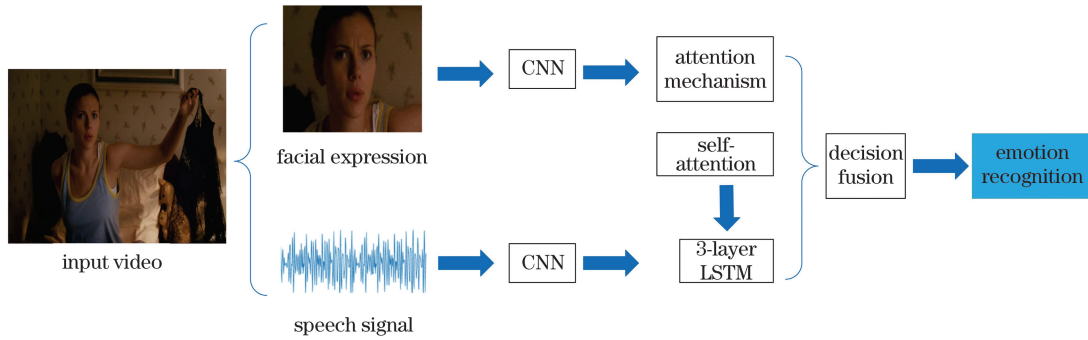 input video
facial expression
speech signal
CNN
CNN
attention
mechanism
self-
attention
3-layer
LSTM
decision
fusion
emotion
recognition